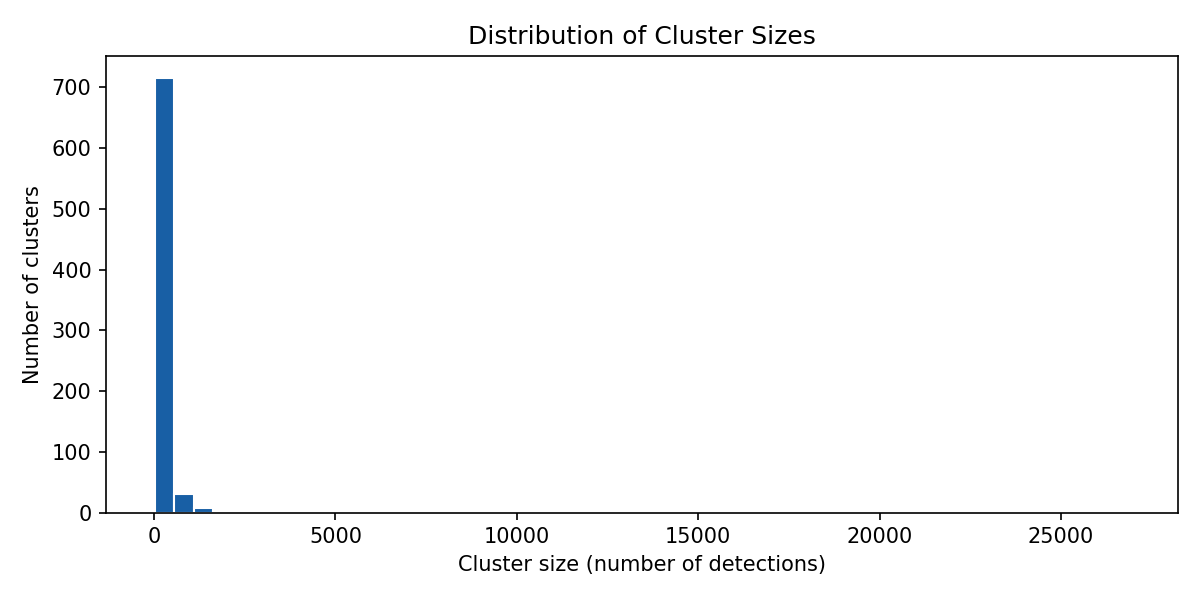 Distribution of Cluster Sizes
Number of clusters
700
600
500
400
300
200
100
0
0 5000 10000 15000 20000 25000
Cluster size (number of detections)